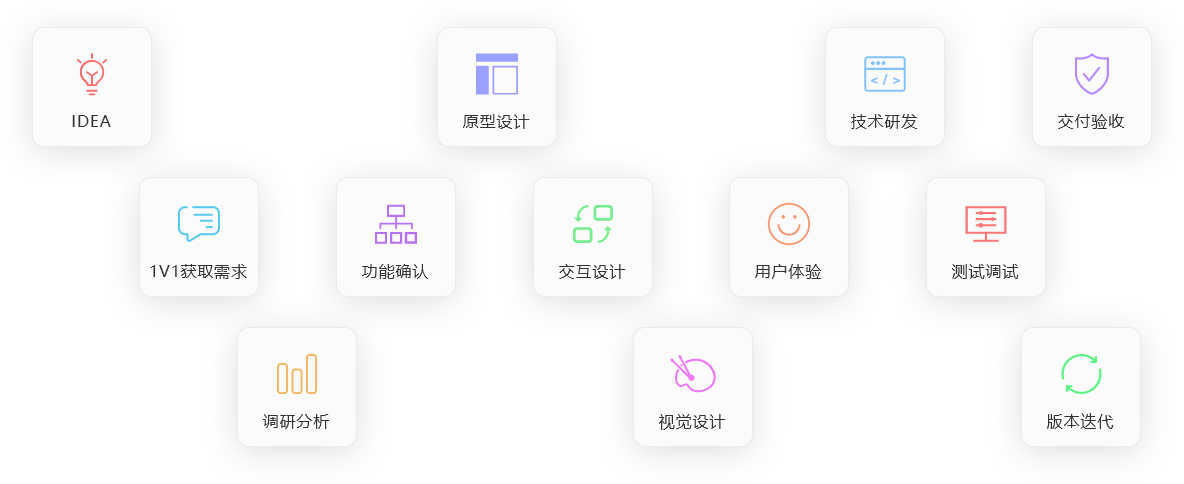 IDEA
原型设计
技术研发
交付验收
1V1获取需求
功能确认
交互设计
用户体验
测试调试
调研分析
视觉设计
版本迭代